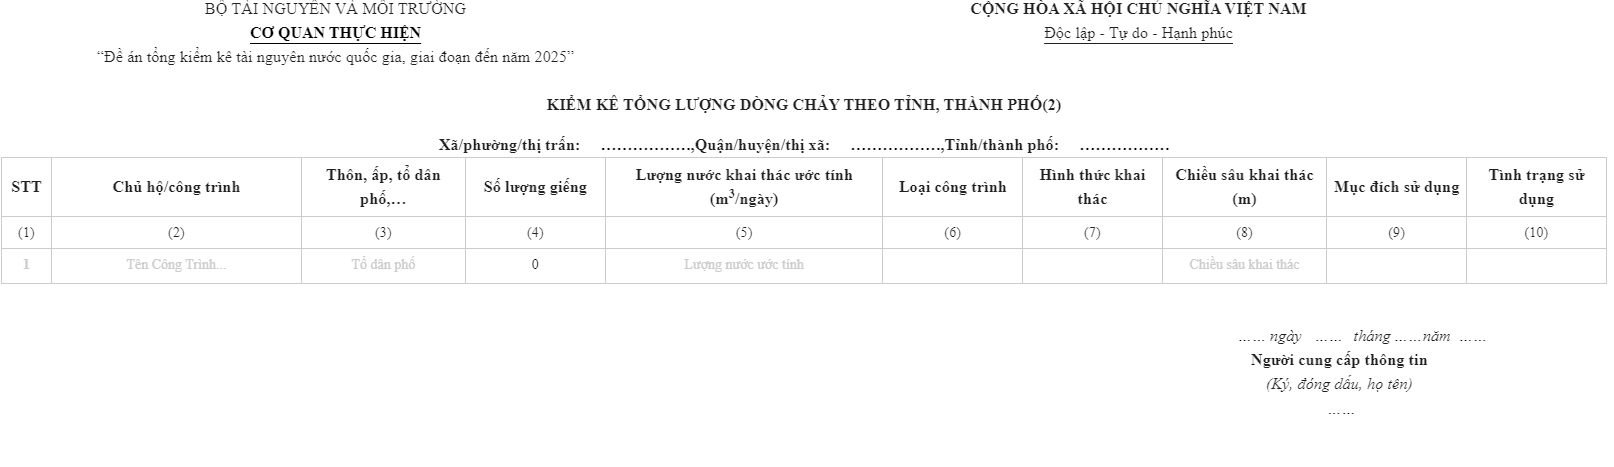 BỘ TÀI NGUYÊN VÀ MÔI TRƯỜNG
CƠ QUAN THỰC HIỆN
“Đề án tổng kiểm kê tài nguyên nước quốc gia, giai đoạn đến năm 2025”
CỘNG HÒA XÃ HỘI CHỦ NGHĨA VIỆT NAM
Độc lập - Tự do - Hạnh phúc
KIỂM KÊ TỔNG LƯỢNG DÒNG CHẢY THEO TỈNH, THÀNH PHỐ(2)
Xã/phường/thị trấn: ………………,Quận/huyện/thị xã: ………………,Tỉnh/thành phố: ………………
STT
Chủ hộ/công trình
Thôn, ấp, tổ dân
phố,…
Số lượng giếng
Lượng nước khai thác ước tính
(m³/ngày)
Loại công trình
Hình thức khai
thác
Chiều sâu khai thác
(m)
Mục đích sử dụng
Tình trạng sử
dụng
(1) (2) (3) (4) (5) (6) (7) (8) (9) (10)
1 Tên Công Trình... Tổ dân phố 0 Lượng nước ước tính Chiều sâu khai thác
…… ngày …… tháng ……năm ……
Người cung cấp thông tin
(Ký, đóng dấu, họ tên)
……